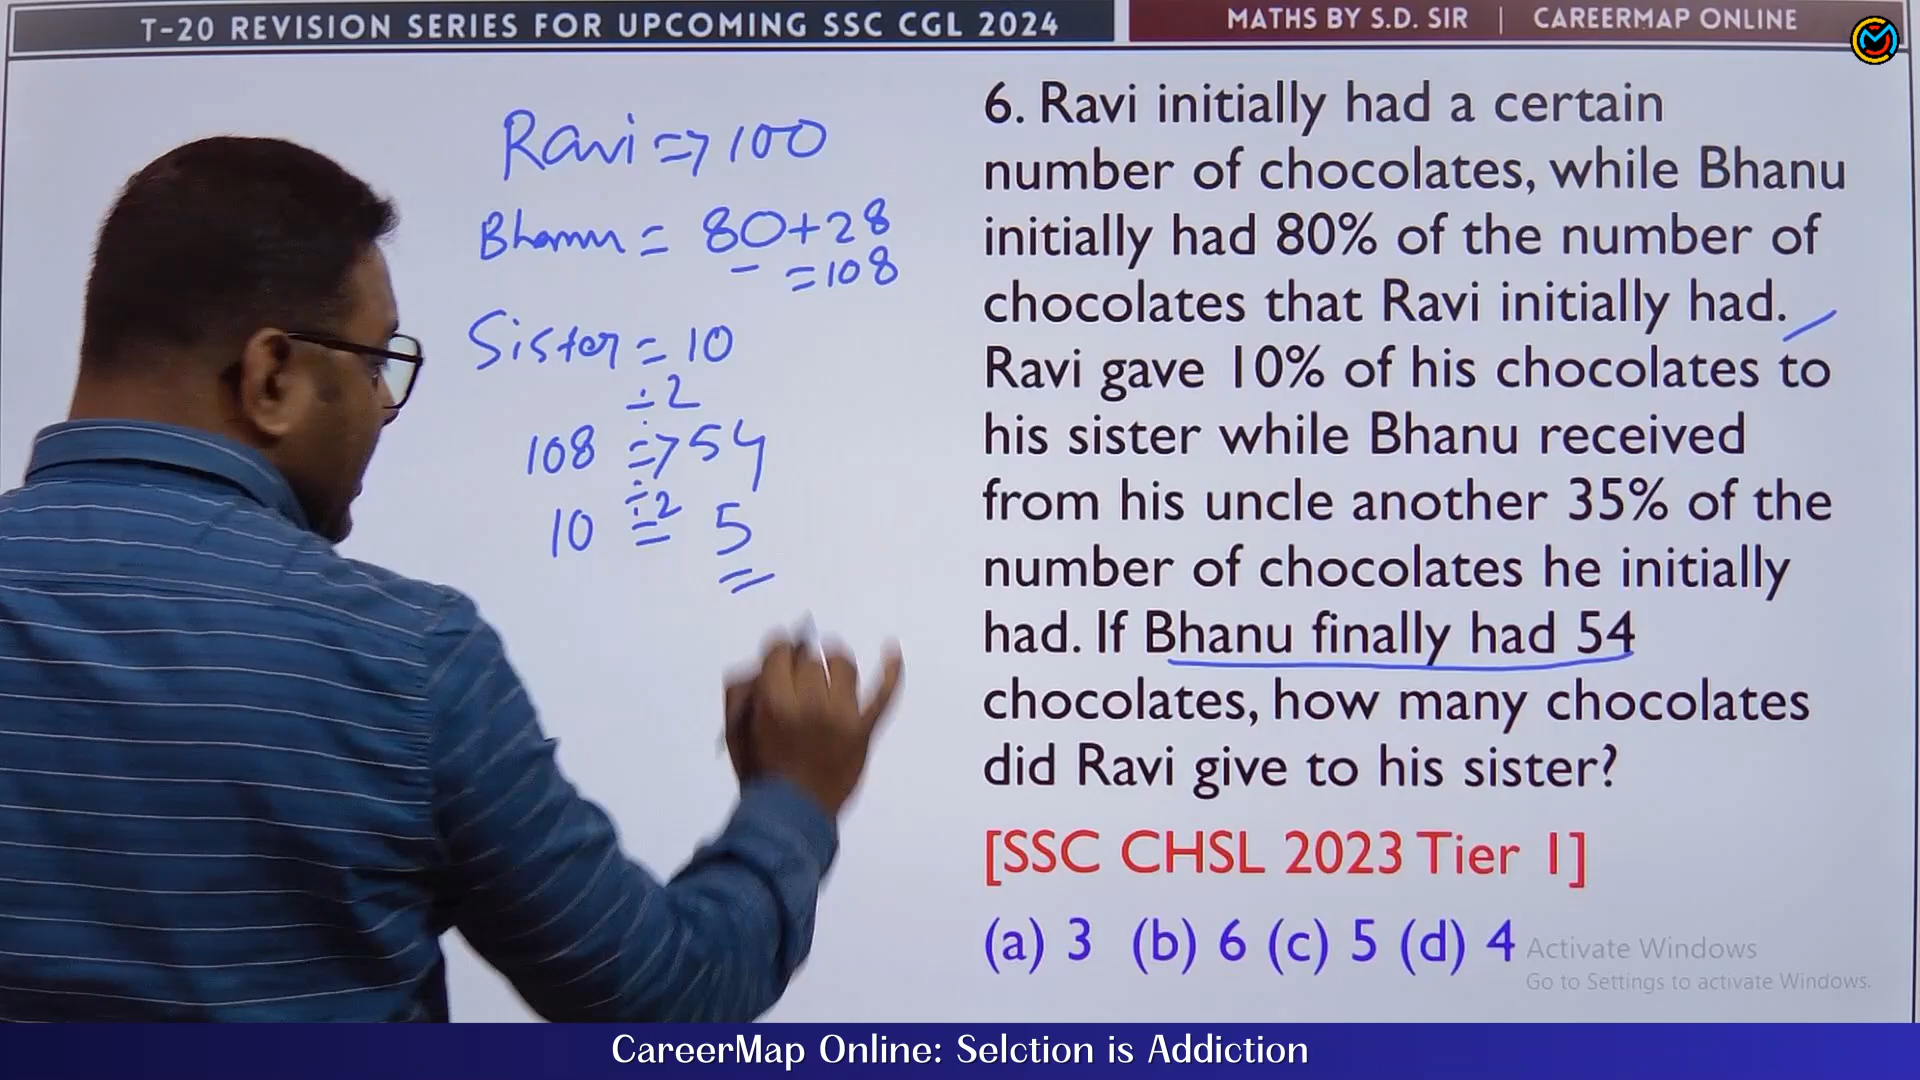 T-20 REVISION SERIES FOR UPCOMING SSC CGL 2024
MATHS BY S.D. SIR | CAREERMAP ONLINE
Ravi => 100
Bhanu = 80+28
= 108
Sister = 10
÷2
108 => 54
÷2
10 = 5
6. Ravi initially had a certain
number of chocolates, while Bhanu
initially had 80% of the number of
chocolates that Ravi initially had.
Ravi gave 10% of his chocolates to
his sister while Bhanu received
from his uncle another 35% of the
number of chocolates he initially
had. If Bhanu finally had 54
chocolates, how many chocolates
did Ravi give to his sister?
[SSC CHSL 2023 Tier 1]
(a) 3 (b) 6 (c) 5 (d) 4
Activate Windows
Go to Settings to activate Windows.
CareerMap Online: Selction is Addiction